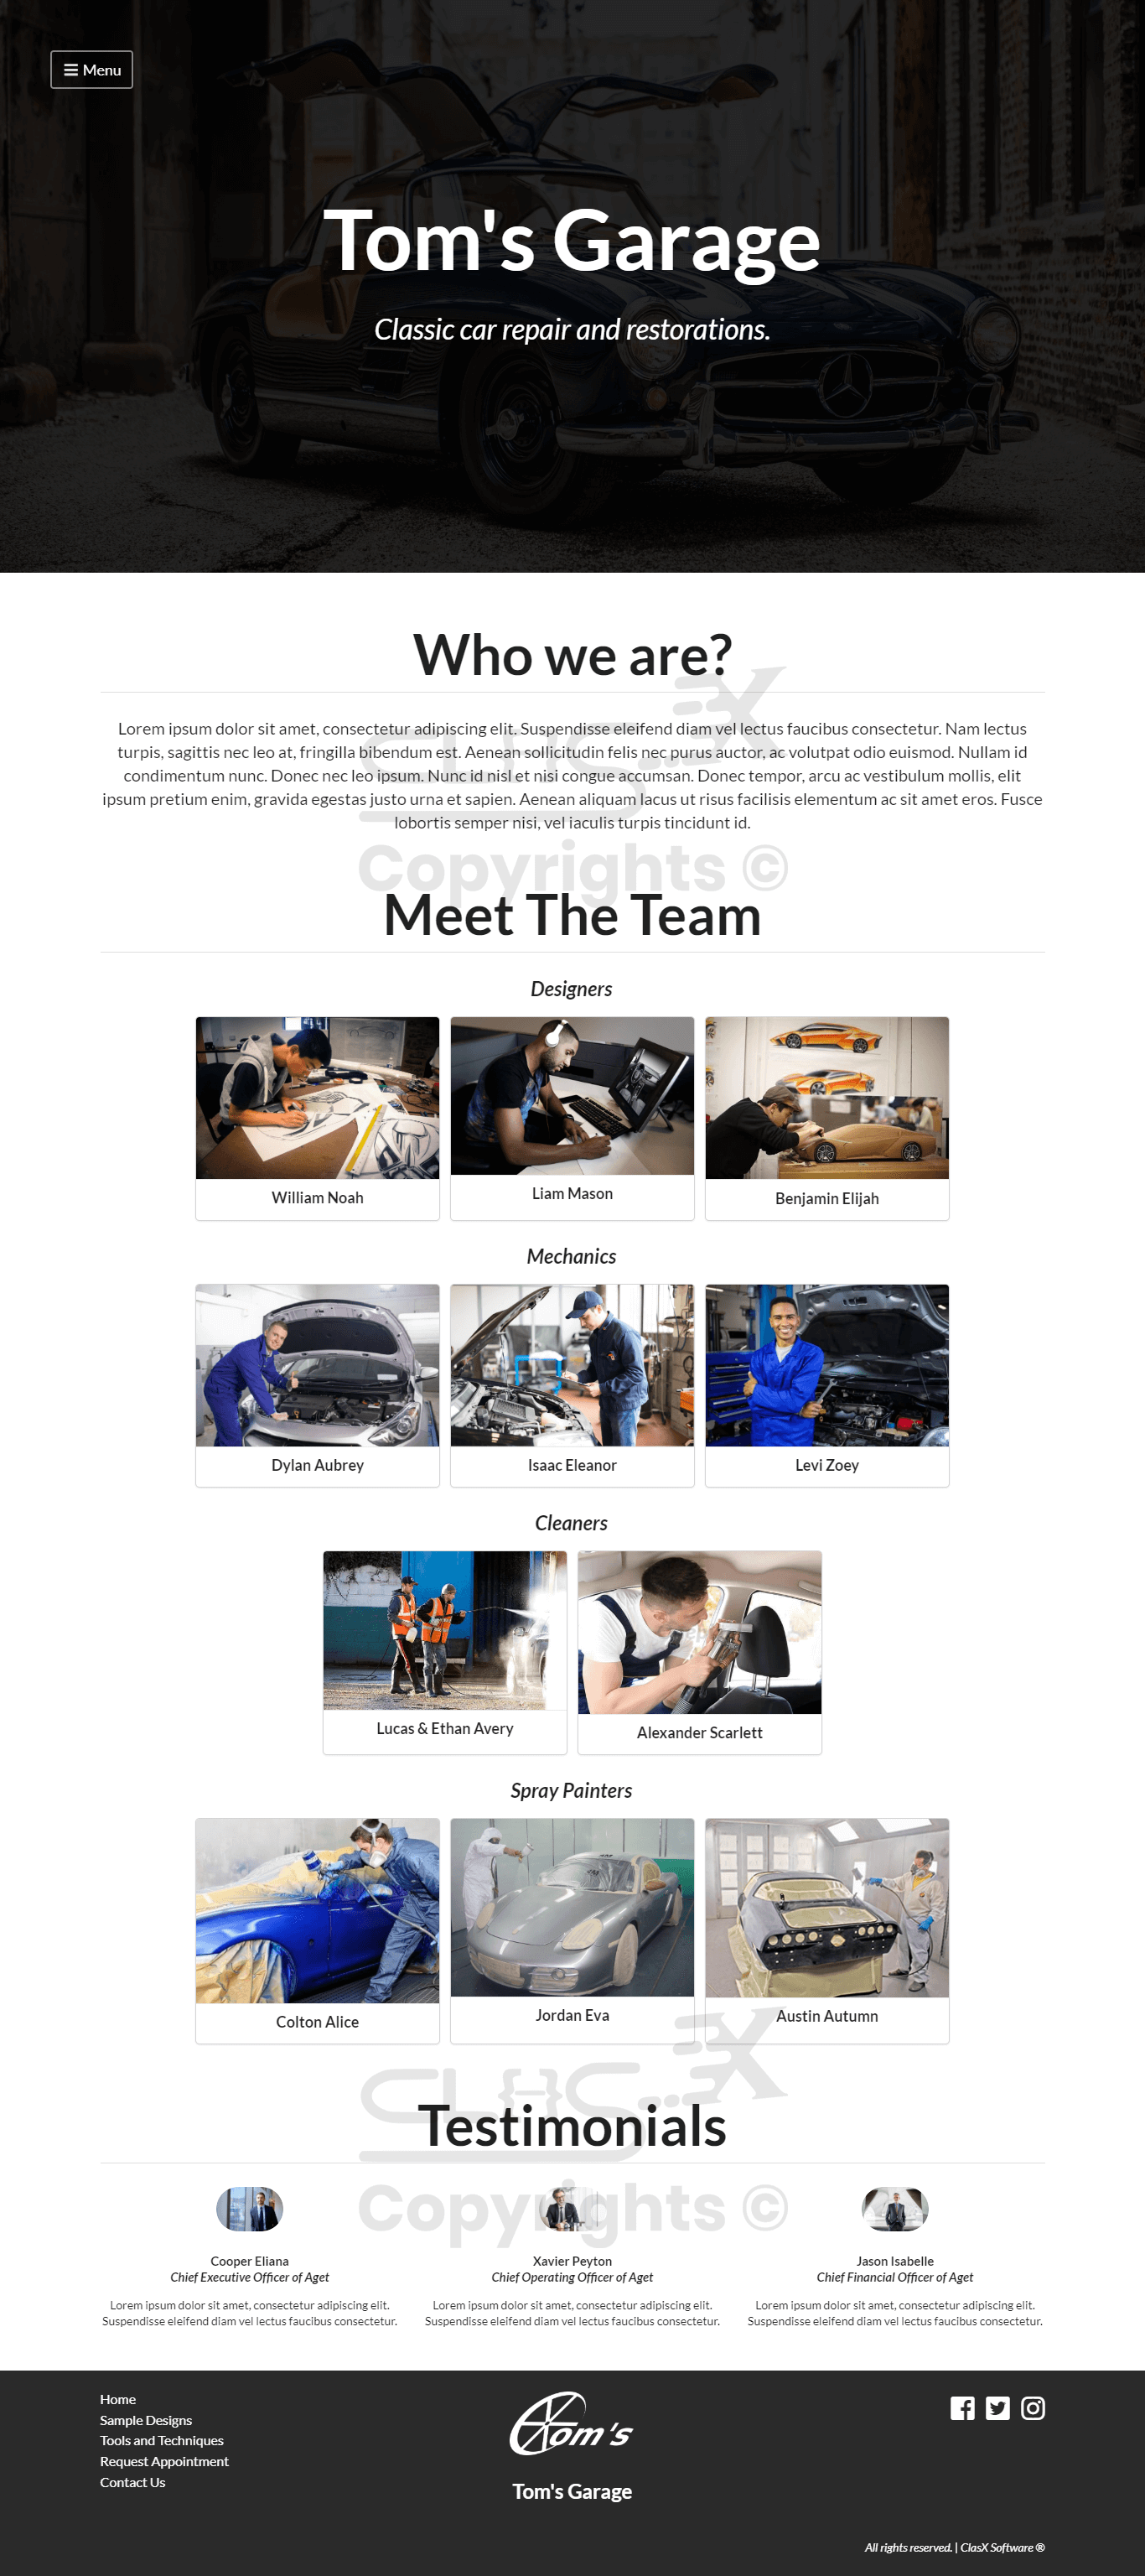 Menu
Tom's Garage
Classic car repair and restorations.
Who we are?
Lorem ipsum dolor sit amet, consectetur adipiscing elit. Suspendisse eleifend diam vel lectus faucibus consectetur. Nam lectus
turpis, sagittis nec leo at, fringilla bibendum est. Aenean sollicitudin felis nec purus auctor, ac volutpat odio euismod. Nullam id
condimentum nunc. Donec nec leo ipsum. Nunc id nisl et nisi congue accumsan. Donec tempor, arcu ac vestibulum mollis, elit
ipsum pretium enim, gravida egestas justo urna et sapien. Aenean aliquam lacus ut risus facilisis elementum ac sit amet eros. Fusce
lobortis semper nisi, vel iaculis turpis tincidunt id.
Copyrights ©
Meet The Team
Designers
William Noah
Liam Mason
Benjamin Elijah
Mechanics
Dylan Aubrey
Isaac Eleanor
Levi Zoey
Cleaners
Lucas & Ethan Avery
Alexander Scarlett
Spray Painters
Colton Alice
Jordan Eva
Austin Autumn
Testimonials
Copyrights ©
Cooper Eliana
Chief Executive Officer of Aget
Lorem ipsum dolor sit amet, consectetur adipiscing elit.
Suspendisse eleifend diam vel lectus faucibus consectetur.
Xavier Peyton
Chief Operating Officer of Aget
Lorem ipsum dolor sit amet, consectetur adipiscing elit.
Suspendisse eleifend diam vel lectus faucibus consectetur.
Jason Isabelle
Chief Financial Officer of Aget
Lorem ipsum dolor sit amet, consectetur adipiscing elit.
Suspendisse eleifend diam vel lectus faucibus consectetur.
Home
Sample Designs
Tools and Techniques
Request Appointment
Contact Us
Tom's
Tom's Garage
All rights reserved. | ClasX Software ®